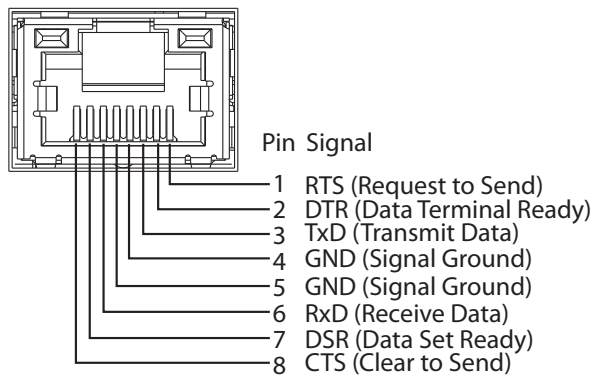 Pin Signal
1 RTS (Request to Send)
2 DTR (Data Terminal Ready)
3 TxD (Transmit Data)
4 GND (Signal Ground)
5 GND (Signal Ground)
6 RxD (Receive Data)
7 DSR (Data Set Ready)
8 CTS (Clear to Send)